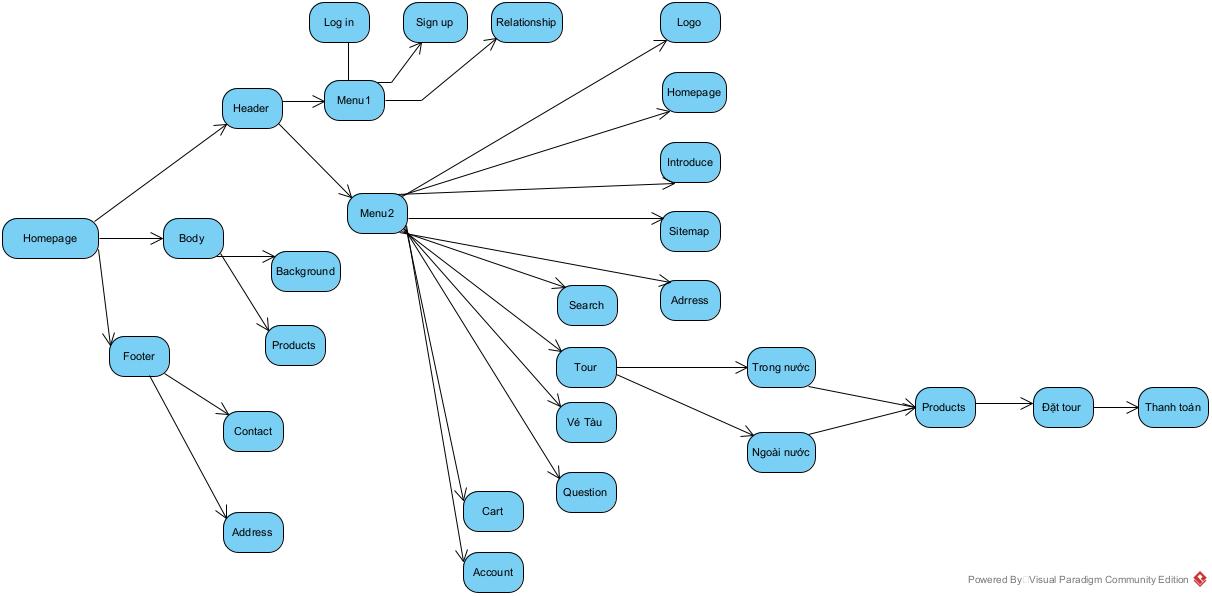 Log in
Sign up
Relationship
Logo
Homepage
Header
Menu1
Introduce
Menu2
Sitemap
Homepage
Body
Background
Adrress
Search
Products
Footer
Tour
Trong nước
Products
Đặt tour
Thanh toán
Vé Tàu
Contact
Ngoài nước
Question
Cart
Address
Account
Powered By Visual Paradigm Community Edition